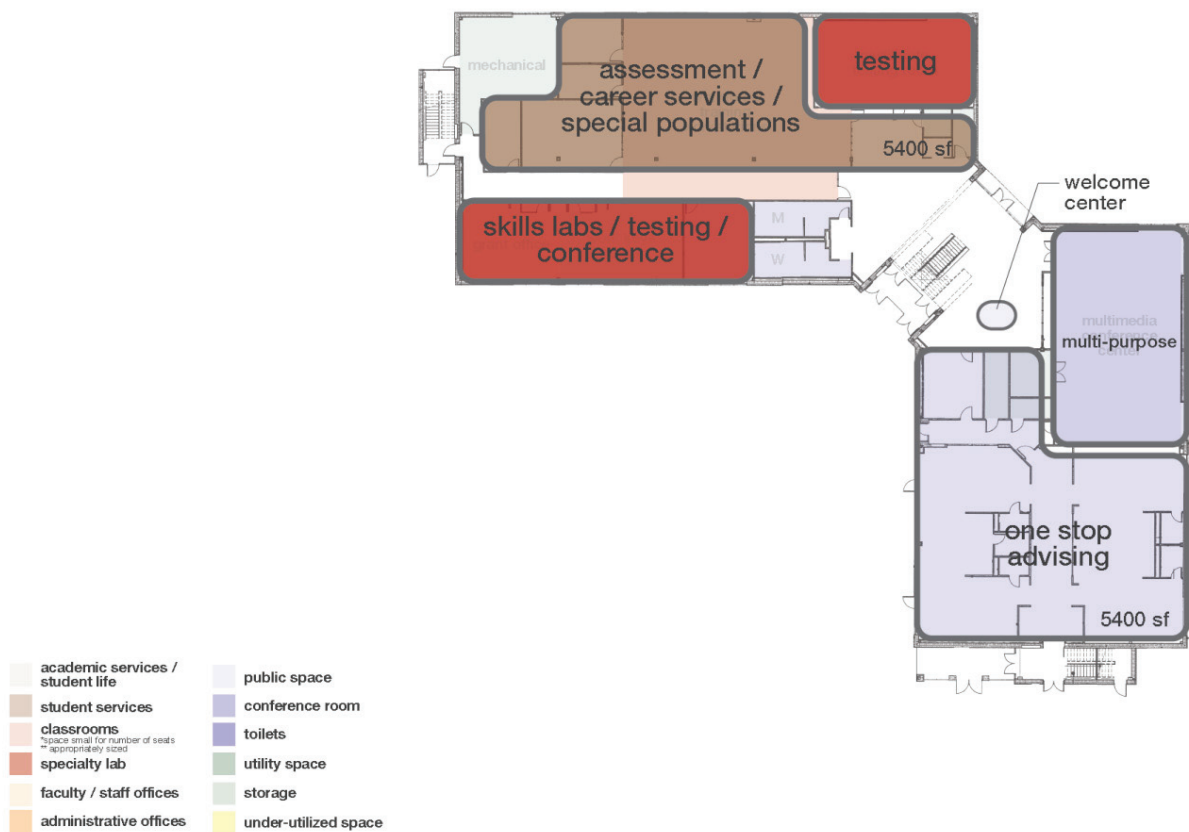 mechanical
assessment /
career services /
special populations
testing
5400 sf
welcome
center
skills labs / testing /
conference
M
W
multimedia
conference
center
multi-purpose
one stop
advising
5400 sf
academic services /
student life
student services
classrooms
*space small for number of seats
** appropriately sized
specialty lab
faculty / staff offices
administrative offices
public space
conference room
toilets
utility space
storage
under-utilized space